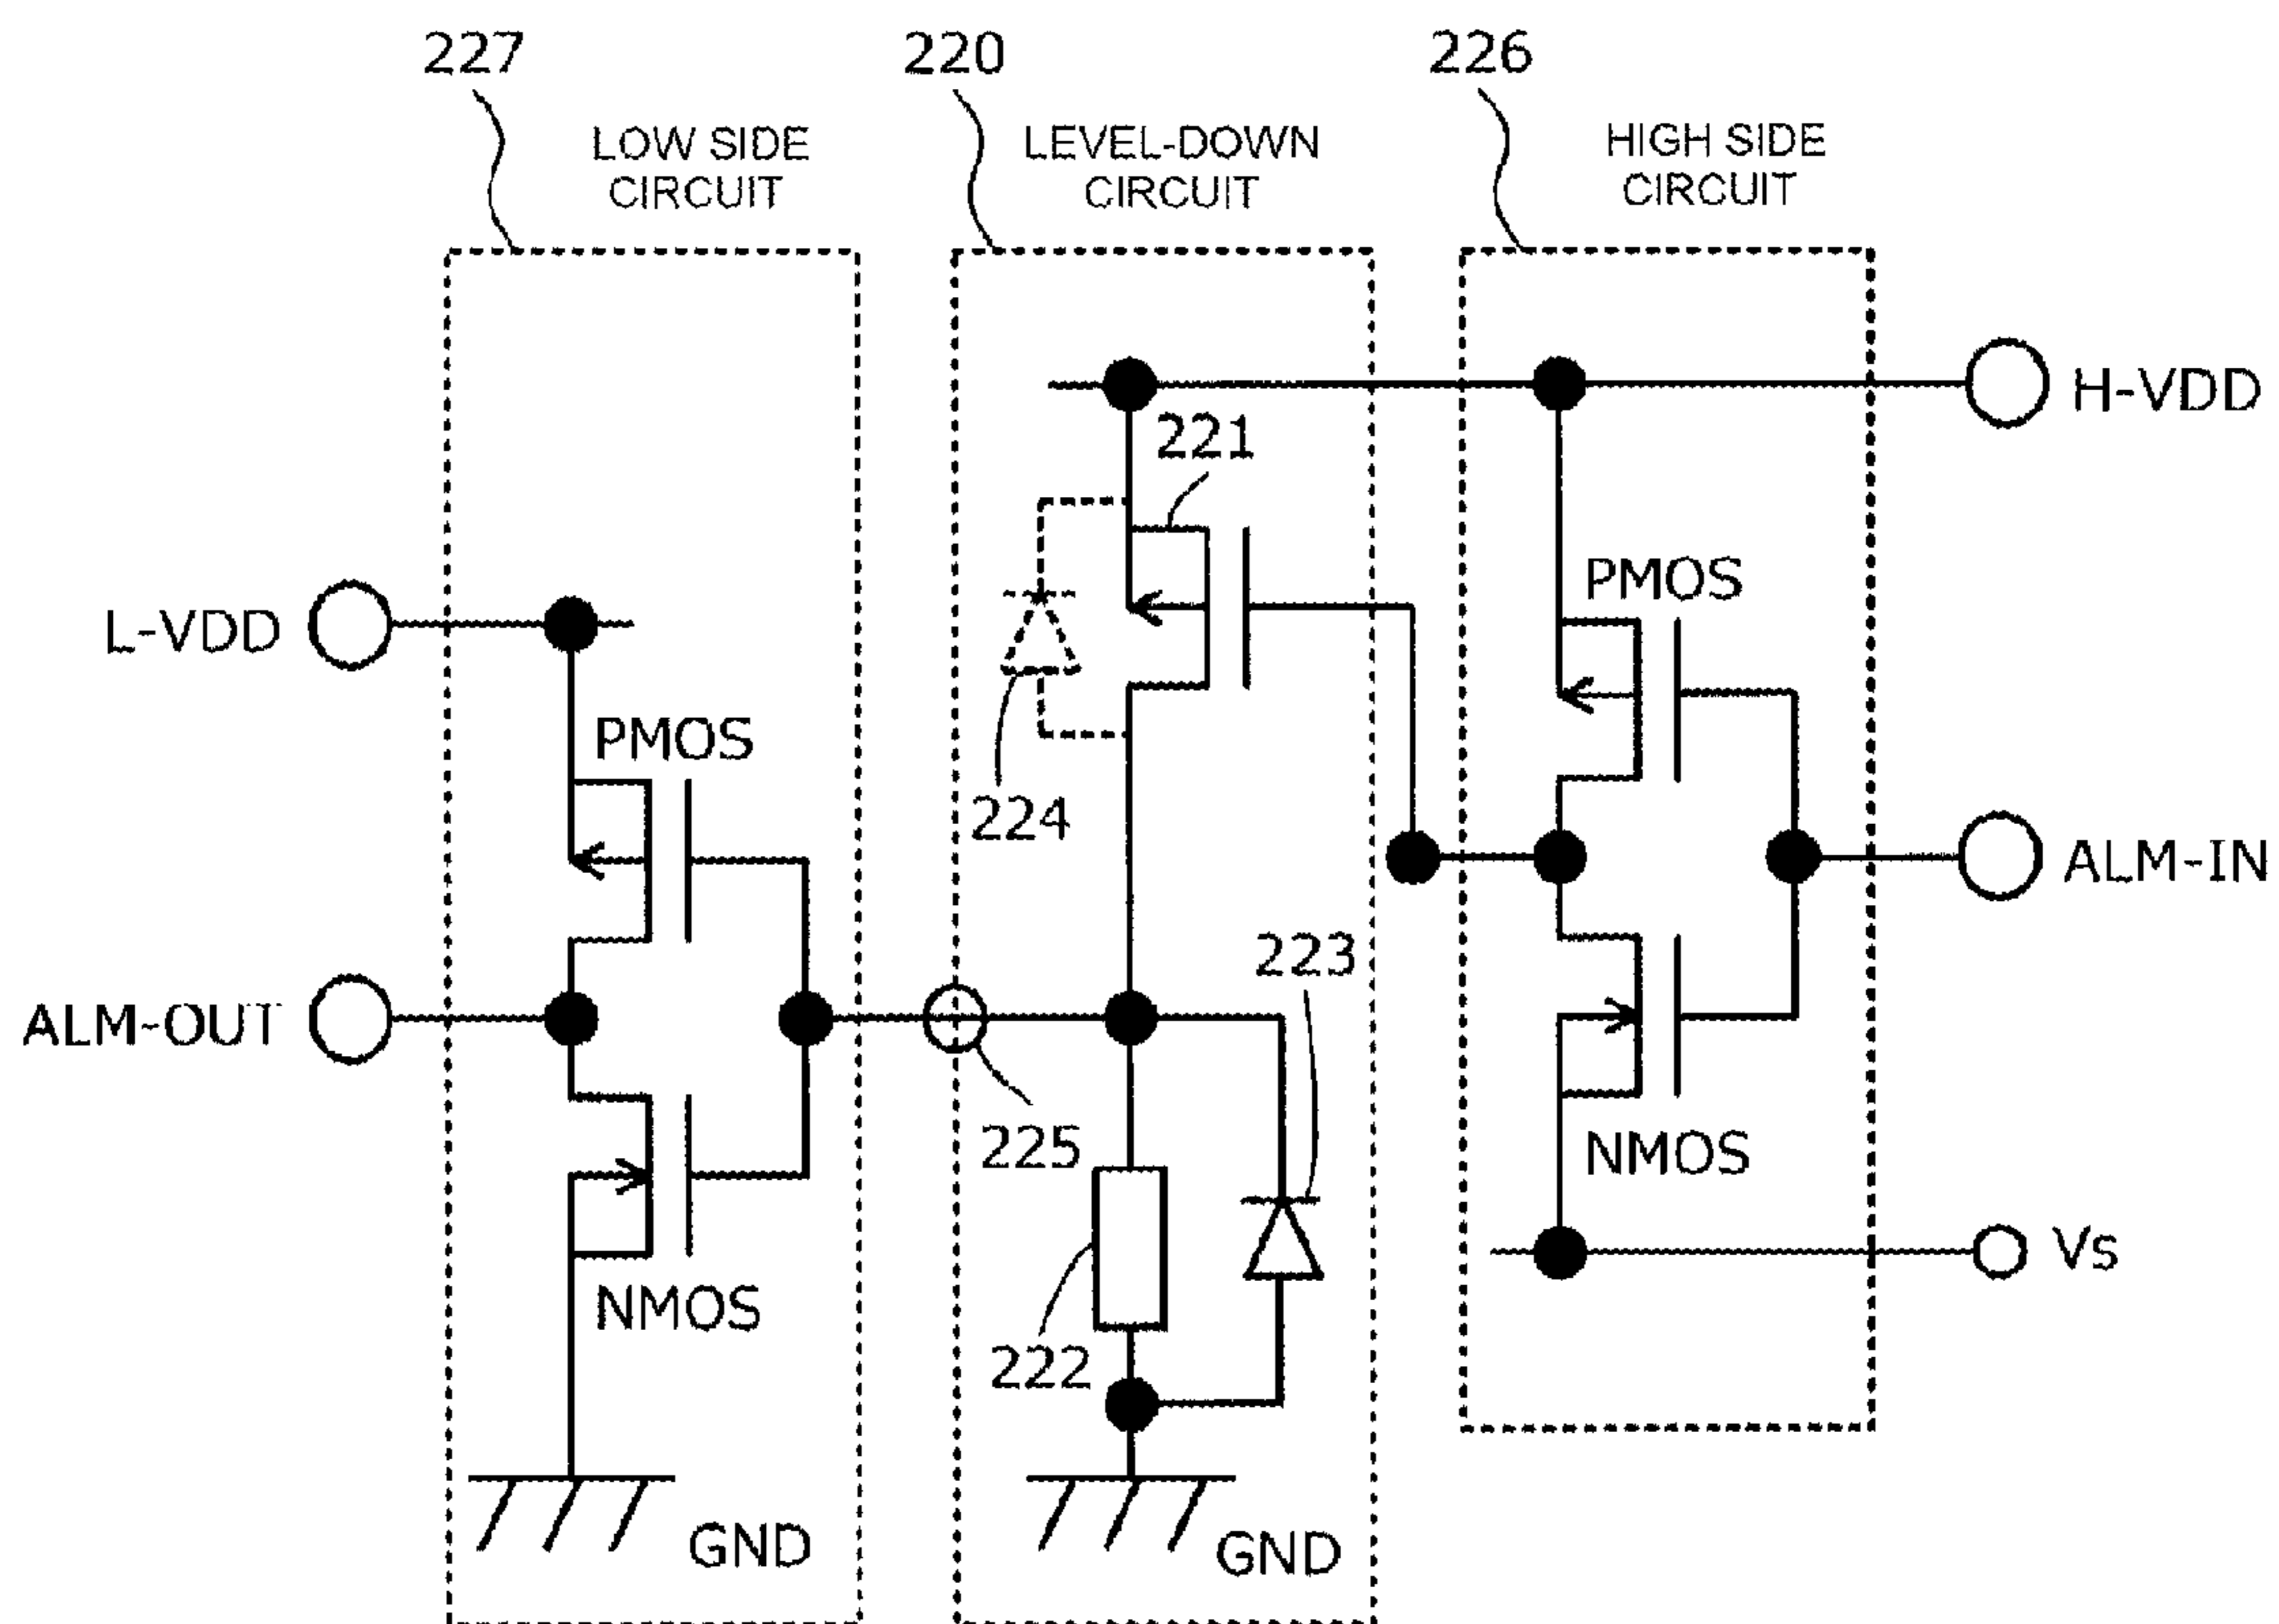 227
220
226
LOW SIDE
CIRCUIT
LEVEL-DOWN
CIRCUIT
HIGH SIDE
CIRCUIT
H-VDD
221
PMOS
L-VDD
PMOS
224
ALM-IN
223
ALM-OUT
225
NMOS
Vs
NMOS
222
GND
GND